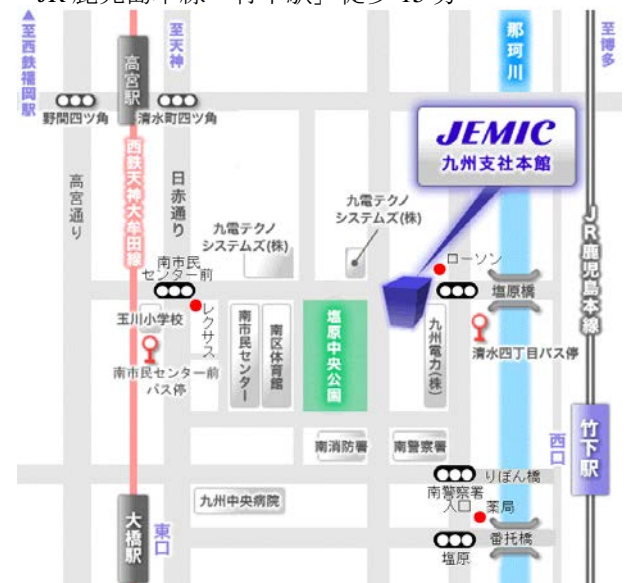 JR 鹿児島本線「竹下駅」徒歩 15 分
▲至西鉄福岡駅
至天神
那珂川
至博多
高宮駅
野間四ツ角
清水町四ツ角
JEMIC
九州支社本館
西鉄天神大牟田線
高宮通り
日赤通り
九電テクノ
システムズ(株)
九電テクノ
システムズ(株)
JR鹿児島本線
南市民
センター前
ローソン
塩原橋
玉川小学校
レクサス
南市民センター
南区体育館
塩原中央公園
九州電力(株)
清水四丁目バス停
南市民センター前
バス停
竹下駅
西口
南消防署
南警察署
りぼん橋
南警察署
入口
薬局
九州中央病院
大橋駅
東口
番托橋
塩原